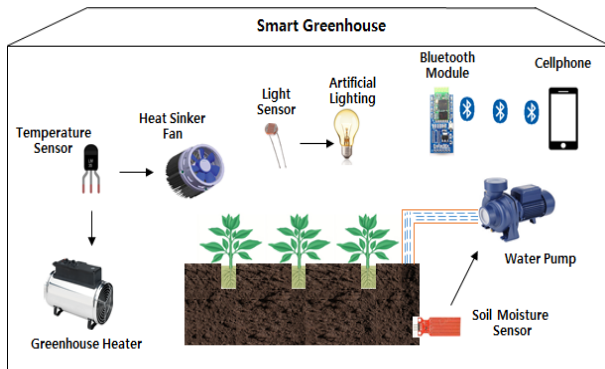 Smart Greenhouse
Bluetooth
Module
Cellphone
Artificial
Lighting
Light
Sensor
Heat Sinker
Fan
Temperature
Sensor
Water Pump
Soil Moisture
Sensor
Greenhouse Heater